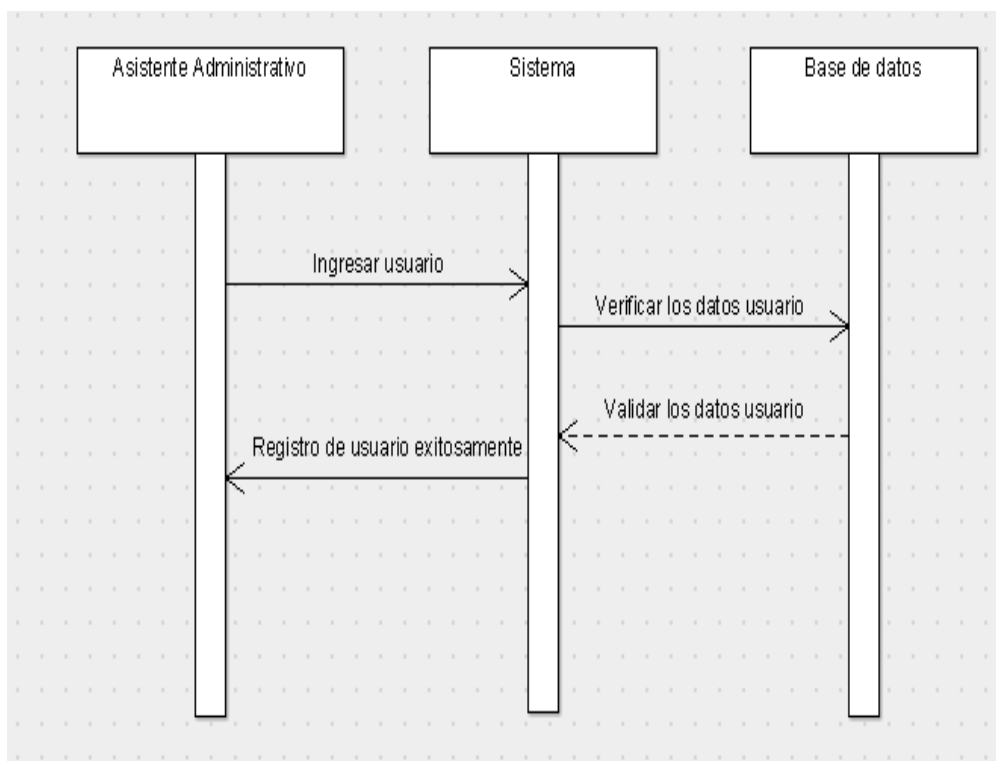 Asistente Administrativo
Sistema
Base de datos
Ingresar usuario
Verificar los datos usuario
Validar los datos usuario
Registro de usuario exitosamente